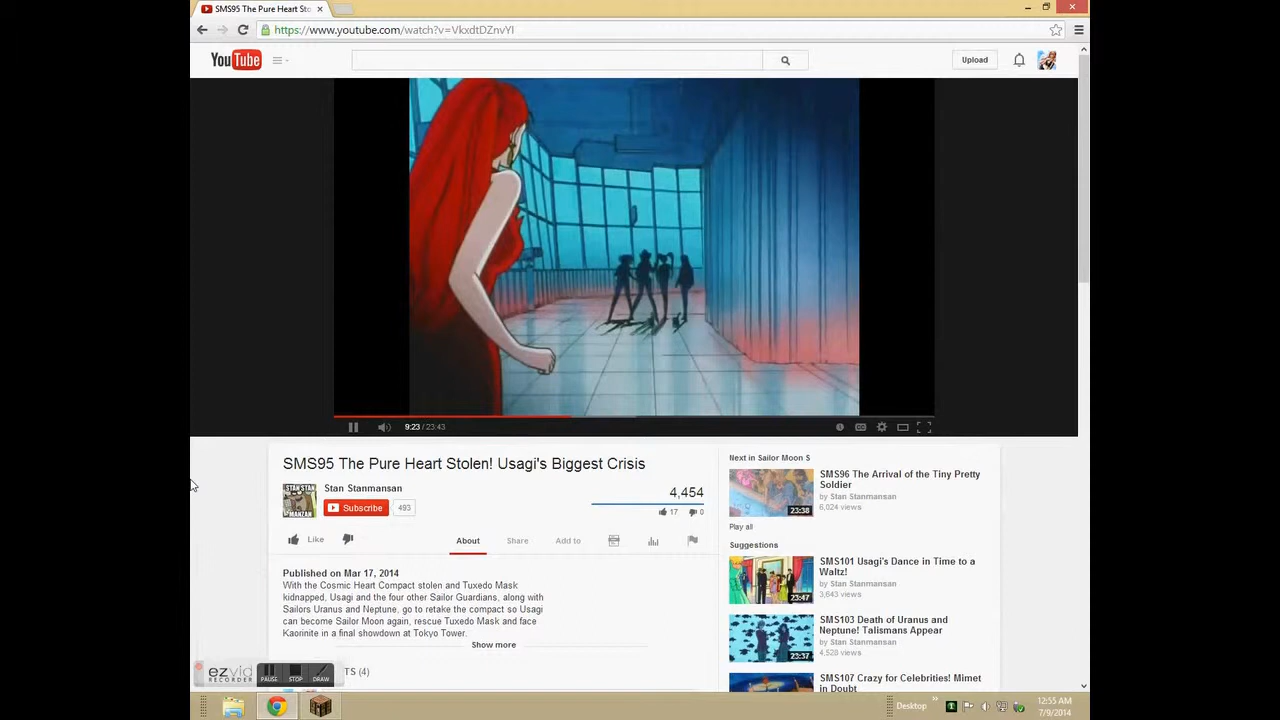 SMS95 The Pure Heart Sto
https://www.youtube.com/watch?v=VkxdtDZnvYI
YouTube
Upload
9:23 / 23:43
SMS95 The Pure Heart Stolen! Usagi's Biggest Crisis
Stan Stanmansan
Subscribe 493
4,454
17 0
Like
About Share Add to
Published on Mar 17, 2014
With the Cosmic Heart Compact stolen and Tuxedo Mask
kidnapped, Usagi and the four other Sailor Guardians, along with
Sailors Uranus and Neptune, go to retake the compact so Usagi
can become Sailor Moon again, rescue Tuxedo Mask and face
Kaorinite in a final showdown at Tokyo Tower.
Show more
TS (4)
Next in Sailor Moon S
SMS96 The Arrival of the Tiny Pretty
Soldier
by Stan Stanmansan
6,024 views
23:38
Play all
Suggestions
SMS101 Usagi's Dance in Time to a
Waltz!
by Stan Stanmansan
3,643 views
23:47
SMS103 Death of Uranus and
Neptune! Talismans Appear
by Stan Stanmansan
4,528 views
23:37
SMS107 Crazy for Celebrities! Mimet
in Doubt
ezvid
RECORDER
PAUSE STOP DRAW
Desktop
12:55 AM
7/9/2014